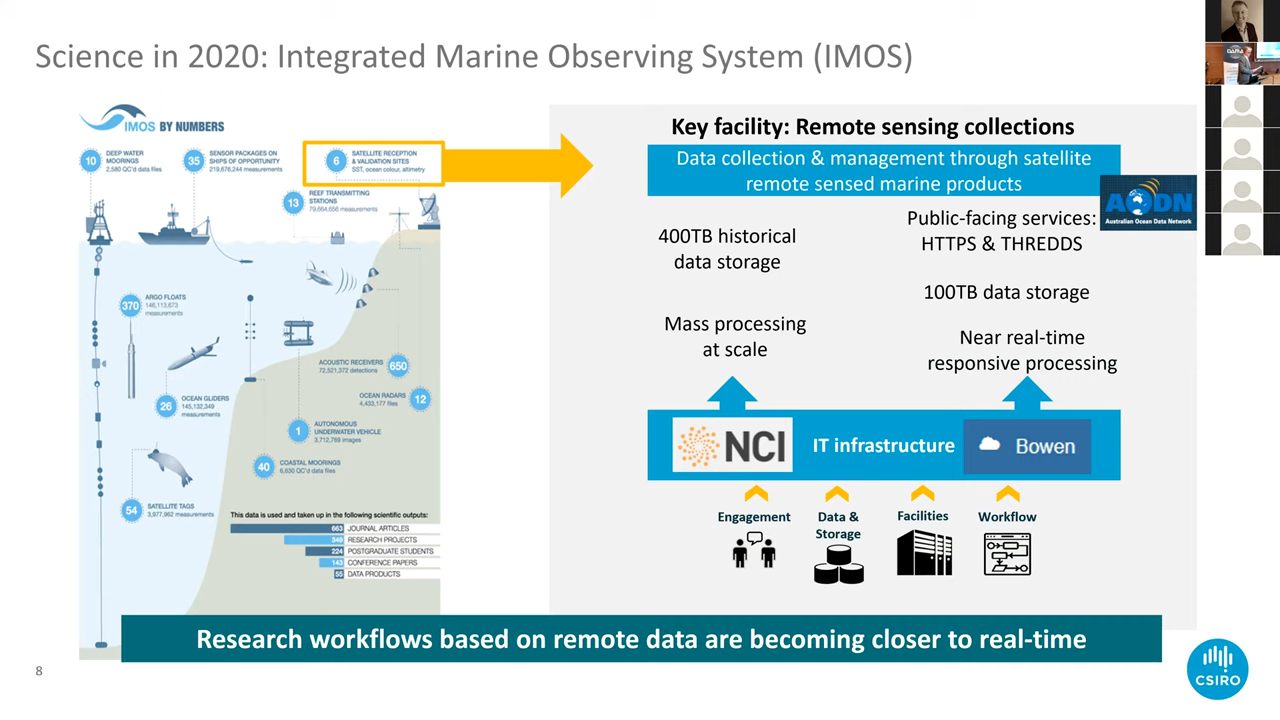 Science in 2020: Integrated Marine Observing System (IMOS)
IMOS BY NUMBERS
10
DEEP WATER
MOORINGS
2,580 QC'd data files
35
SENSOR PACKAGES ON
SHIPS OF OPPORTUNITY
219,676,244 measurements
6
SATELLITE RECEPTION
& VALIDATION SITES
SST, ocean colour, altimetry
13
REEF TRANSMITTING
STATIONS
79,664,656 measurements
370
ARGO FLOATS
146,113,673
measurements
ACOUSTIC RECEIVERS
72,521,372 detections
650
26
OCEAN GLIDERS
145,132,349
measurements
OCEAN RADARS
4,433,177 files
12
1
AUTONOMOUS
UNDERWATER VEHICLE
3,712,769 images
40
COASTAL MOORINGS
6,630 QC'd data files
54
SATELLITE TAGS
3,977,962 measurements
This data is used and taken up in the following scientific outputs:
663 JOURNAL ARTICLES
349 RESEARCH PROJECTS
224 POSTGRADUATE STUDENTS
143 CONFERENCE PAPERS
55 DATA PRODUCTS
Key facility: Remote sensing collections
Data collection & management through satellite
remote sensed marine products
AODN
Australian Ocean Data Network
400TB historical
data storage
Mass processing
at scale
Public-facing services:
HTTPS & THREDDS
100TB data storage
Near real-time
responsive processing
NCI
IT infrastructure
Bowen
Engagement
Data &
Storage
Facilities
Workflow
Research workflows based on remote data are becoming closer to real-time
8
CSIRO